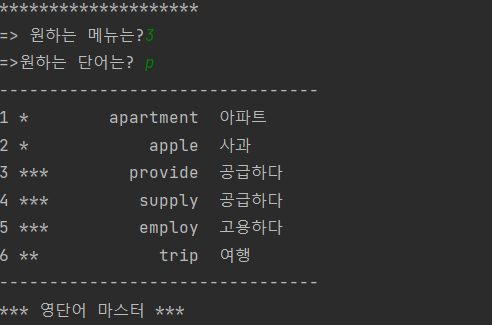 ********************
=> 원하는 메뉴는?3
=>원하는 단어는? p
--------------------------------
1 *        apartment  아파트
2 *            apple  사과
3 ***        provide  공급하다
4 ***         supply  공급하다
5 ***         employ  고용하다
6 **            trip  여행
--------------------------------
*** 영단어 마스터 ***